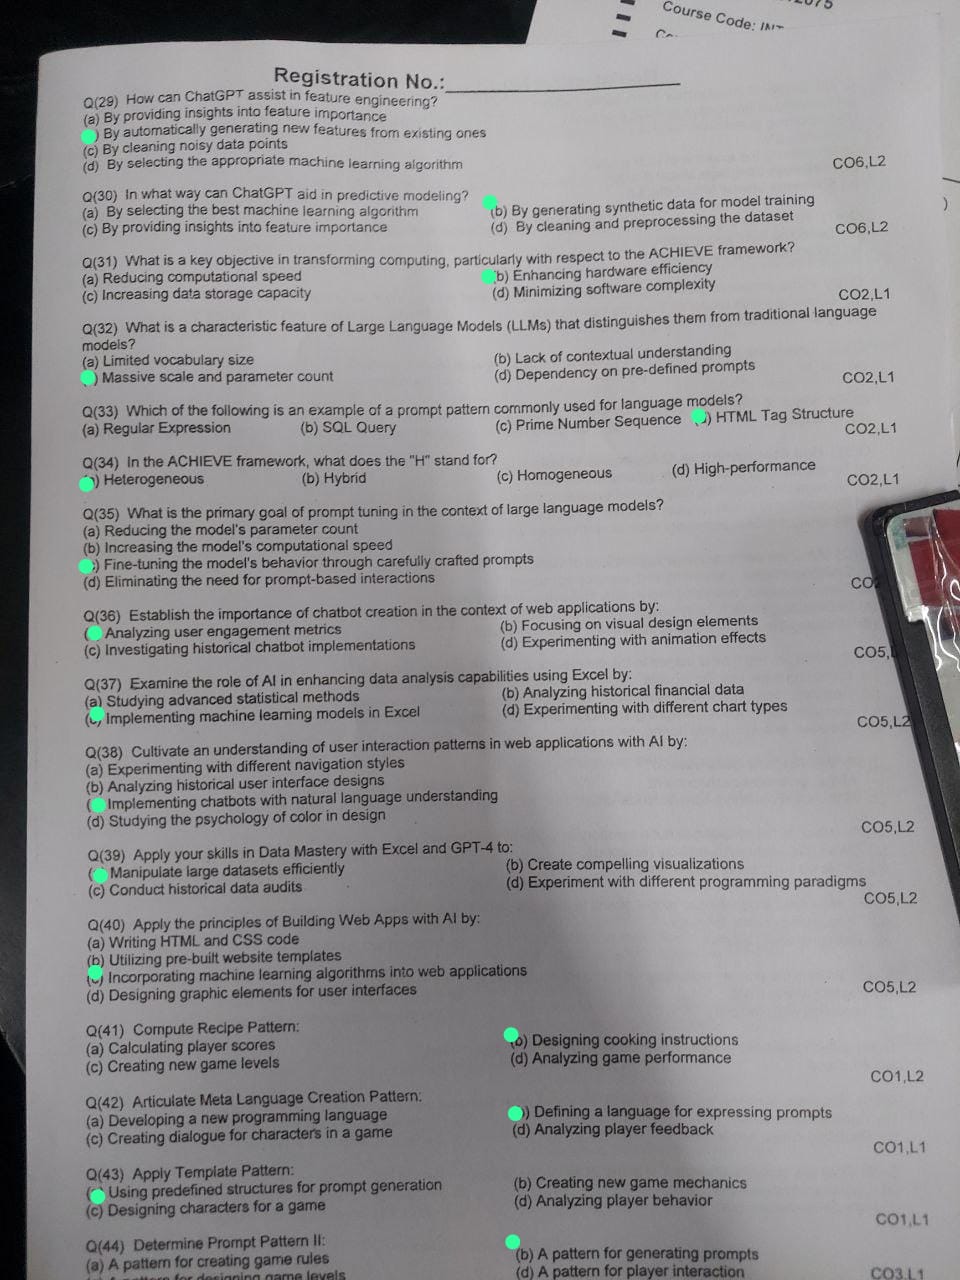 Course Code: INT
Registration No.:
Q(29) How can ChatGPT assist in feature engineering?
(a) By providing insights into feature importance
) By automatically generating new features from existing ones
(c) By cleaning noisy data points
(d) By selecting the appropriate machine learning algorithm
CO6,L2
Q(30) In what way can ChatGPT aid in predictive modeling?
(a) By selecting the best machine learning algorithm
(b) By generating synthetic data for model training
(c) By providing insights into feature importance
(d) By cleaning and preprocessing the dataset
CO6,L2
Q(31) What is a key objective in transforming computing, particularly with respect to the ACHIEVE framework?
(a) Reducing computational speed
b) Enhancing hardware efficiency
(c) Increasing data storage capacity
(d) Minimizing software complexity
CO2,L1
Q(32) What is a characteristic feature of Large Language Models (LLMs) that distinguishes them from traditional language
models?
(a) Limited vocabulary size
(b) Lack of contextual understanding
) Massive scale and parameter count
(d) Dependency on pre-defined prompts
CO2,L1
Q(33) Which of the following is an example of a prompt pattern commonly used for language models?
(a) Regular Expression
(b) SQL Query
(c) Prime Number Sequence
) HTML Tag Structure
CO2,L1
Q(34) In the ACHIEVE framework, what does the "H" stand for?
) Heterogeneous
(b) Hybrid
(c) Homogeneous
(d) High-performance
CO2,L1
Q(35) What is the primary goal of prompt tuning in the context of large language models?
(a) Reducing the model's parameter count
(b) Increasing the model's computational speed
) Fine-tuning the model's behavior through carefully crafted prompts
(d) Eliminating the need for prompt-based interactions
CO
Q(36) Establish the importance of chatbot creation in the context of web applications by:
( Analyzing user engagement metrics
(b) Focusing on visual design elements
(c) Investigating historical chatbot implementations
(d) Experimenting with animation effects
CO5,
Q(37) Examine the role of AI in enhancing data analysis capabilities using Excel by:
(a) Studying advanced statistical methods
(b) Analyzing historical financial data
(c) Implementing machine learning models in Excel
(d) Experimenting with different chart types
CO5,L2
Q(38) Cultivate an understanding of user interaction patterns in web applications with AI by:
(a) Experimenting with different navigation styles
(b) Analyzing historical user interface designs
( Implementing chatbots with natural language understanding
(d) Studying the psychology of color in design
CO5,L2
Q(39) Apply your skills in Data Mastery with Excel and GPT-4 to:
( Manipulate large datasets efficiently
(b) Create compelling visualizations
(c) Conduct historical data audits
(d) Experiment with different programming paradigms
CO5,L2
Q(40) Apply the principles of Building Web Apps with AI by:
(a) Writing HTML and CSS code
(b) Utilizing pre-built website templates
(c) Incorporating machine learning algorithms into web applications
(d) Designing graphic elements for user interfaces
CO5,L2
Q(41) Compute Recipe Pattern:
(a) Calculating player scores
b) Designing cooking instructions
(c) Creating new game levels
(d) Analyzing game performance
CO1,L2
Q(42) Articulate Meta Language Creation Pattern:
(a) Developing a new programming language
) Defining a language for expressing prompts
(c) Creating dialogue for characters in a game
(d) Analyzing player feedback
CO1,L1
Q(43) Apply Template Pattern:
( Using predefined structures for prompt generation
(b) Creating new game mechanics
(c) Designing characters for a game
(d) Analyzing player behavior
CO1,L1
Q(44) Determine Prompt Pattern II:
(a) A pattern for creating game rules
(b) A pattern for generating prompts
pattern for designing game levels
(d) A pattern for player interaction
CO3,L1